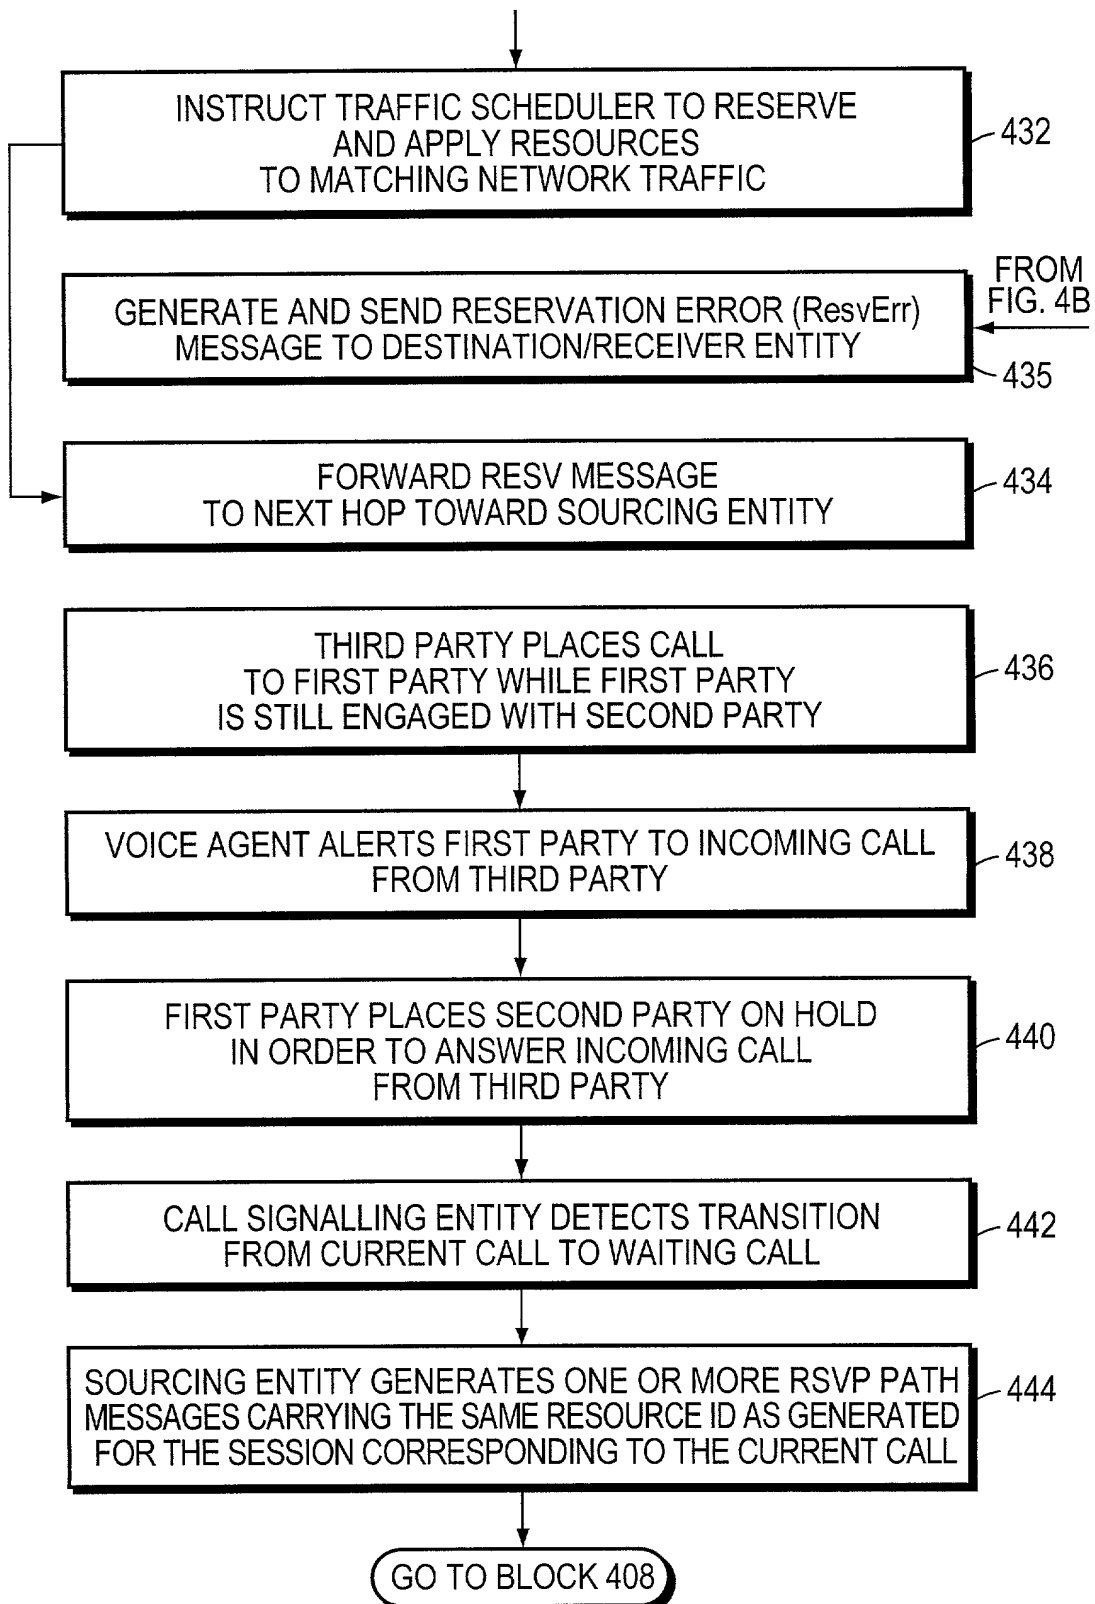 INSTRUCT TRAFFIC SCHEDULER TO RESERVE
AND APPLY RESOURCES
TO MATCHING NETWORK TRAFFIC
432
FROM
FIG. 4B
GENERATE AND SEND RESERVATION ERROR (ResvErr)
MESSAGE TO DESTINATION/RECEIVER ENTITY
435
FORWARD RESV MESSAGE
TO NEXT HOP TOWARD SOURCING ENTITY
434
THIRD PARTY PLACES CALL
TO FIRST PARTY WHILE FIRST PARTY
IS STILL ENGAGED WITH SECOND PARTY
436
VOICE AGENT ALERTS FIRST PARTY TO INCOMING CALL
FROM THIRD PARTY
438
FIRST PARTY PLACES SECOND PARTY ON HOLD
IN ORDER TO ANSWER INCOMING CALL
FROM THIRD PARTY
440
CALL SIGNALLING ENTITY DETECTS TRANSITION
FROM CURRENT CALL TO WAITING CALL
442
SOURCING ENTITY GENERATES ONE OR MORE RSVP PATH
MESSAGES CARRYING THE SAME RESOURCE ID AS GENERATED
FOR THE SESSION CORRESPONDING TO THE CURRENT CALL
444
GO TO BLOCK 408